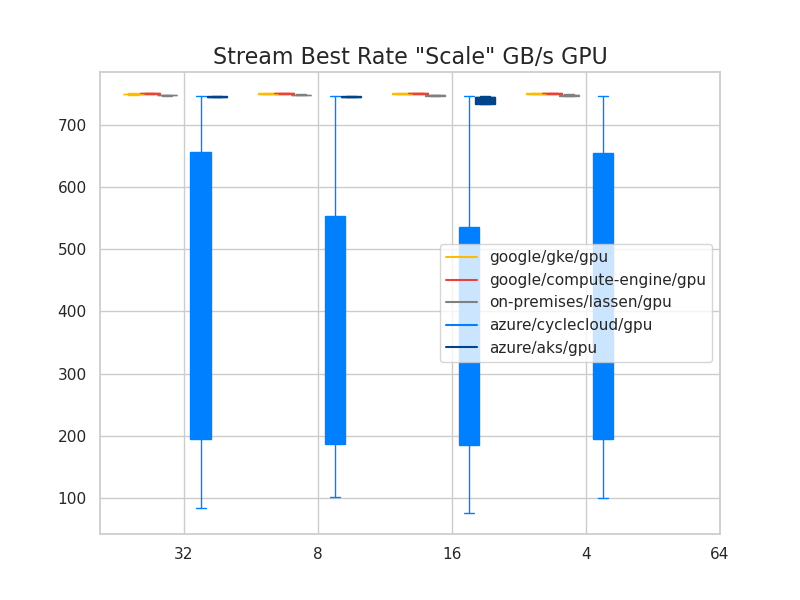 Stream Best Rate "Scale" GB/s GPU
700
600
500
400
300
200
100
google/gke/gpu
google/compute-engine/gpu
on-premises/lassen/gpu
azure/cyclecloud/gpu
azure/aks/gpu
32 8 16 4 64